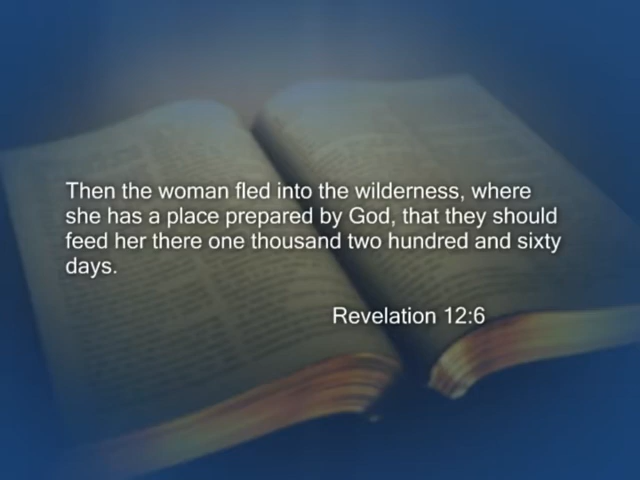 Then the woman fled into the wilderness, where
she has a place prepared by God, that they should
feed her there one thousand two hundred and sixty
days.
Revelation 12:6